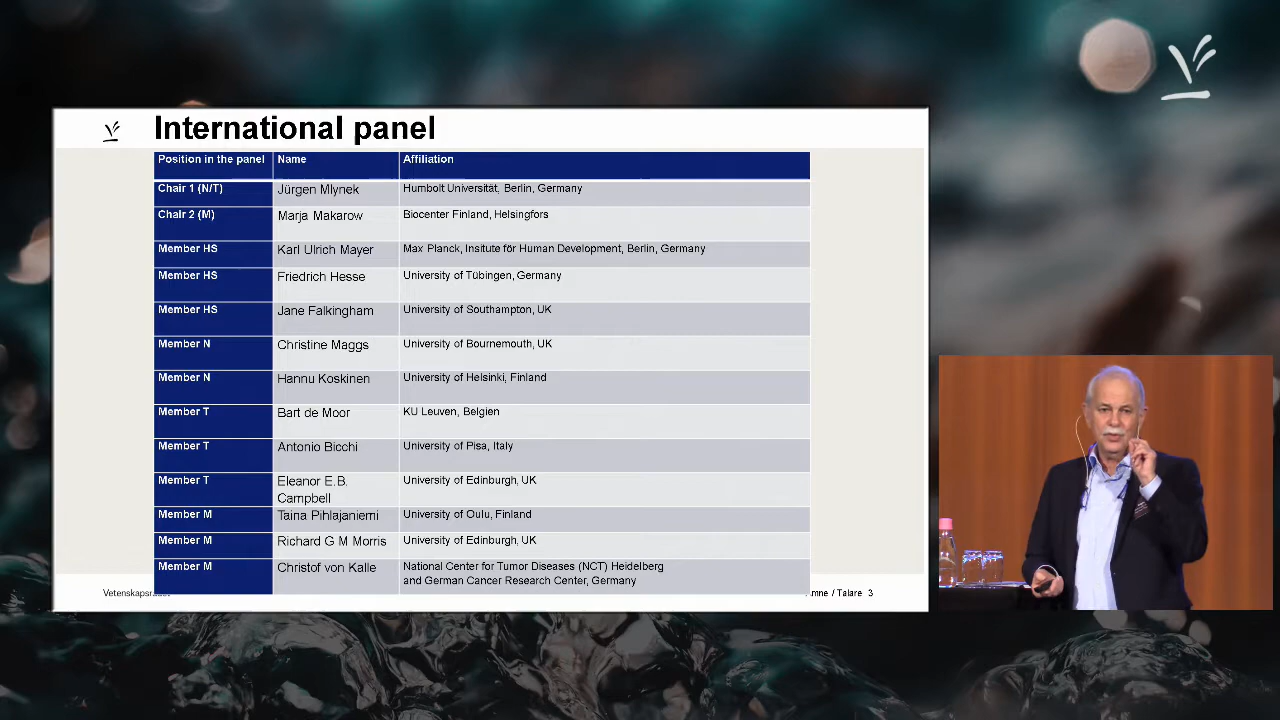 International panel
Position in the panel Name Affiliation
Chair 1 (N/T) Jürgen Mlynek Humbolt Universität, Berlin, Germany
Chair 2 (M) Marja Makarow Biocenter Finland, Helsingfors
Member HS Karl Ulrich Mayer Max Planck, Insitute för Human Development, Berlin, Germany
Member HS Friedrich Hesse University of Tübingen, Germany
Member HS Jane Falkingham University of Southampton, UK
Member N Christine Maggs University of Bournemouth, UK
Member N Hannu Koskinen University of Helsinki, Finland
Member T Bart de Moor KU Leuven, Belgien
Member T Antonio Bicchi University of Pisa, Italy
Member T Eleanor E.B. University of Edinburgh, UK
Campbell
Member M Taina Pihlajaniemi University of Oulu, Finland
Member M Richard G M Morris University of Edinburgh, UK
Member M Christof von Kalle National Center for Tumor Diseases (NCT) Heidelberg
and German Cancer Research Center, Germany
/ Talare 3